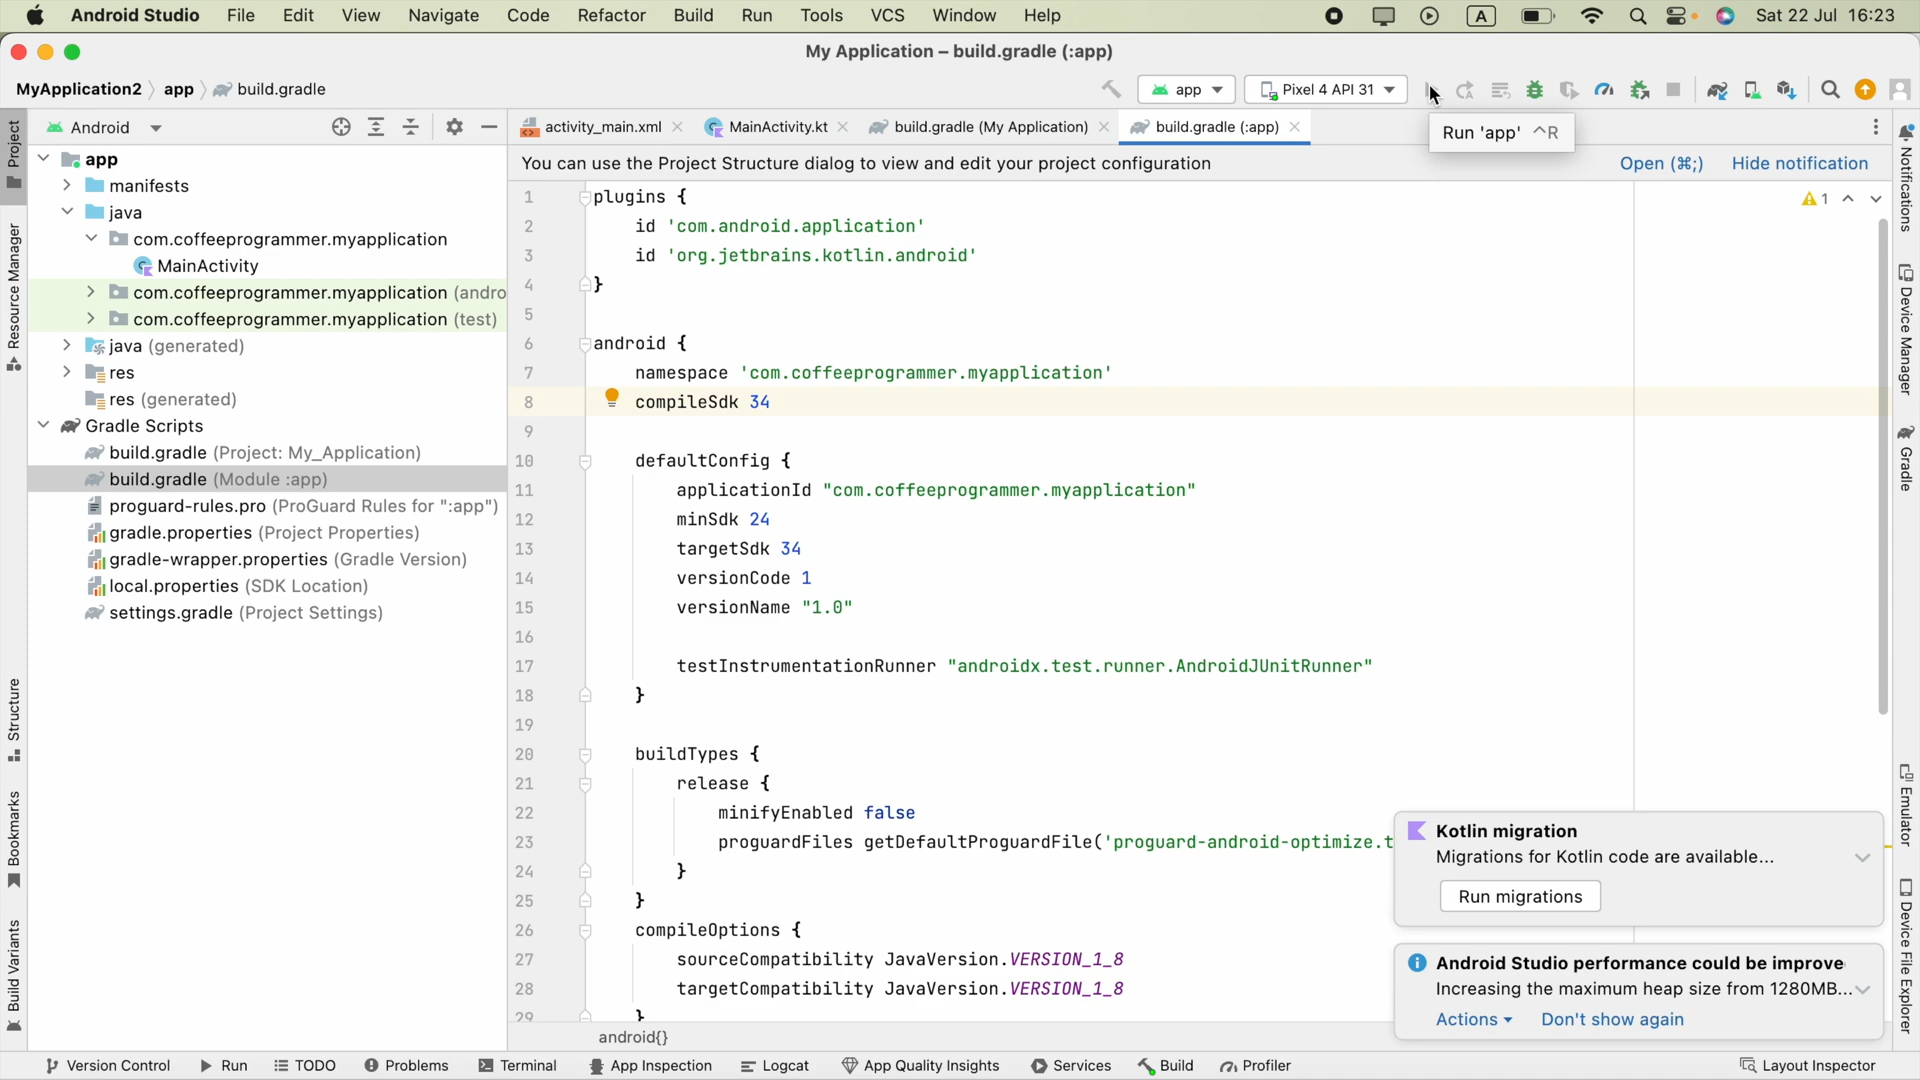 Android Studio File Edit View Navigate Code Refactor Build Run Tools VCS Window Help A Sat 22 Jul 16:23
My Application – build.gradle (:app)
MyApplication2 app build.gradle app Pixel 4 API 31
Android activity_main.xml MainActivity.kt build.gradle (My Application) build.gradle (:app)
Run 'app' ^R
You can use the Project Structure dialog to view and edit your project configuration Open (⌘;) Hide notification
Project
Resource Manager
Structure
Bookmarks
Build Variants
app
manifests
java
com.coffeeprogrammer.myapplication
MainActivity
com.coffeeprogrammer.myapplication (andro
com.coffeeprogrammer.myapplication (test)
java (generated)
res
res (generated)
Gradle Scripts
build.gradle (Project: My_Application)
build.gradle (Module :app)
proguard-rules.pro (ProGuard Rules for ":app")
gradle.properties (Project Properties)
gradle-wrapper.properties (Gradle Version)
local.properties (SDK Location)
settings.gradle (Project Settings)
1 plugins {
2 id 'com.android.application'
3 id 'org.jetbrains.kotlin.android'
4 }
5
6 android {
7 namespace 'com.coffeeprogrammer.myapplication'
8 compileSdk 34
9
10 defaultConfig {
11 applicationId "com.coffeeprogrammer.myapplication"
12 minSdk 24
13 targetSdk 34
14 versionCode 1
15 versionName "1.0"
16
17 testInstrumentationRunner "androidx.test.runner.AndroidJUnitRunner"
18 }
19
20 buildTypes {
21 release {
22 minifyEnabled false
23 proguardFiles getDefaultProguardFile('proguard-android-optimize.t
24 }
25 }
26 compileOptions {
27 sourceCompatibility JavaVersion.VERSION_1_8
28 targetCompatibility JavaVersion.VERSION_1_8
29 }
android{}
1
Kotlin migration
Migrations for Kotlin code are available...
Run migrations
Android Studio performance could be improve
Increasing the maximum heap size from 1280MB...
Actions Don't show again
Notifications
Device Manager
Gradle
Emulator
Device File Explorer
Version Control Run TODO Problems Terminal App Inspection Logcat App Quality Insights Services Build Profiler Layout Inspector